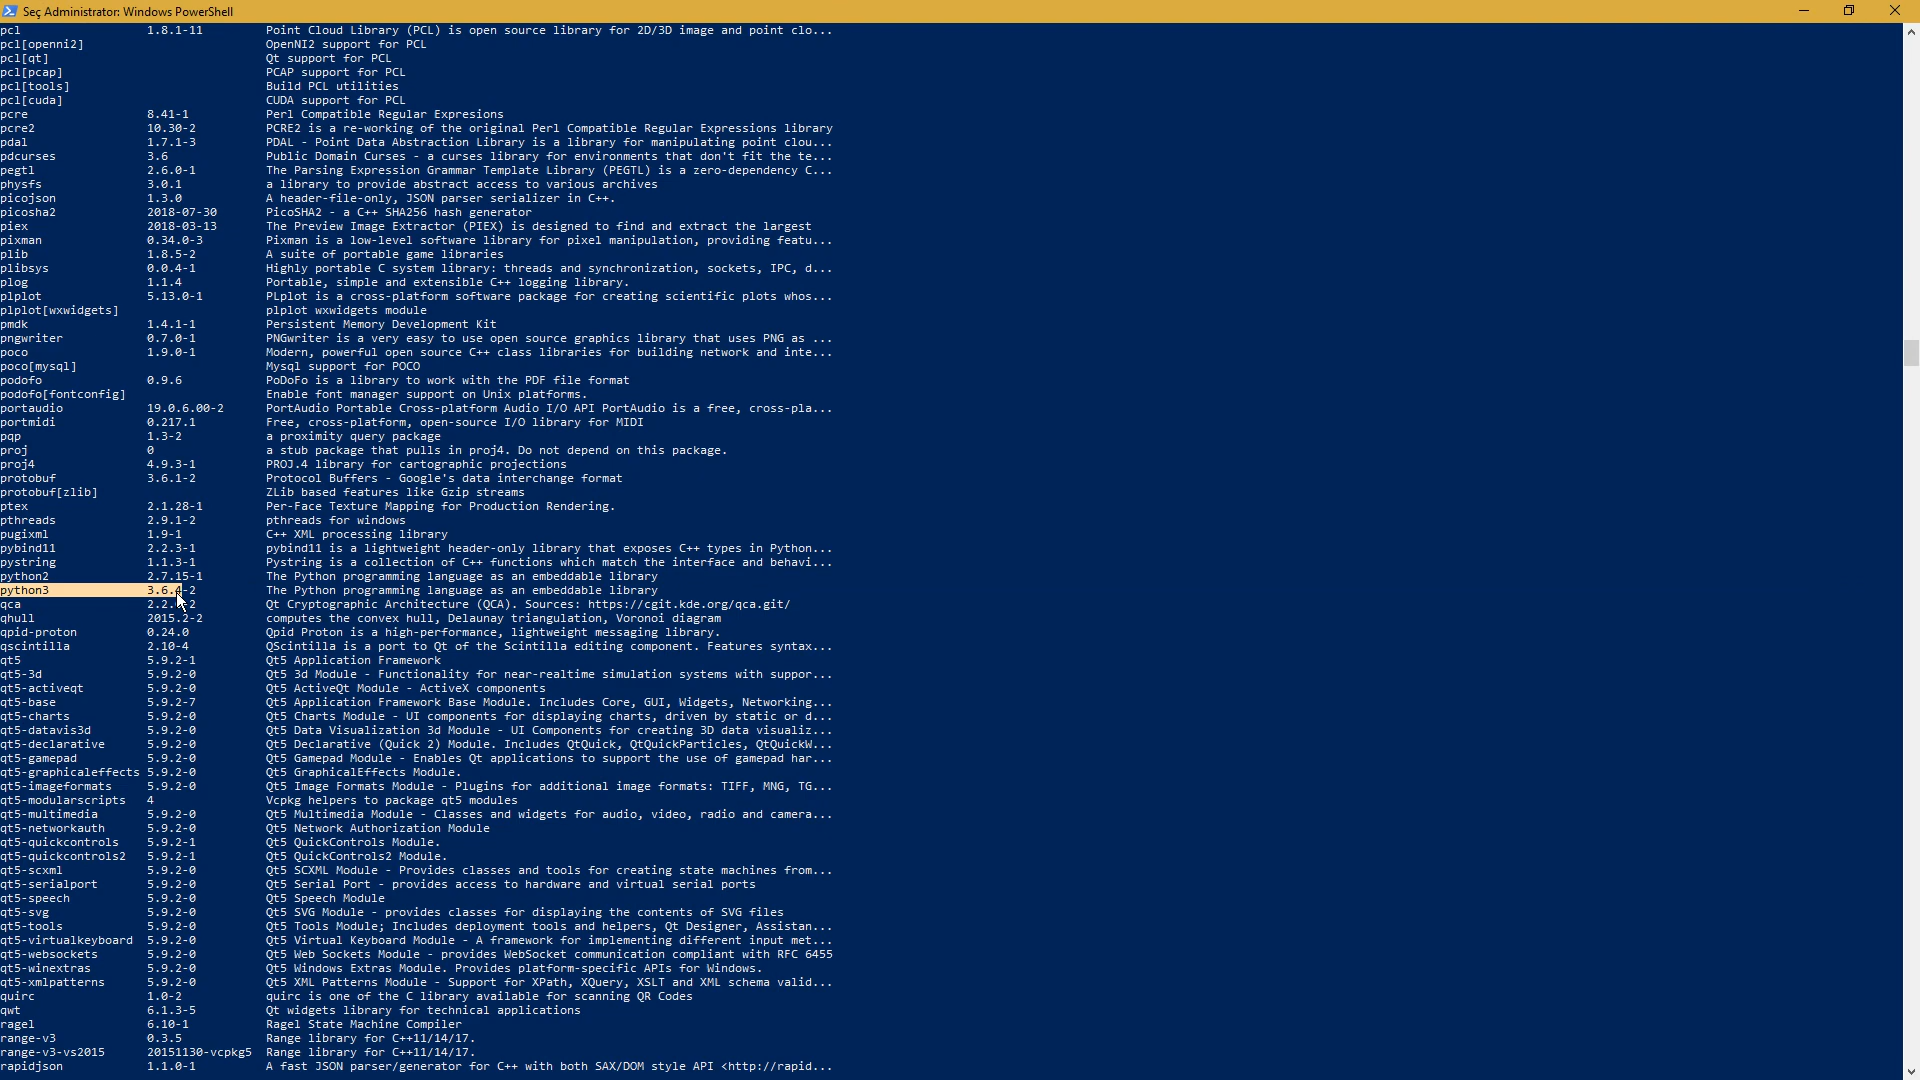 Seç Administrator: Windows PowerShell
pcl 1.8.1-11 Point Cloud Library (PCL) is open source library for 2D/3D image and point clo...
pcl[openni2] OpenNI2 support for PCL
pcl[qt] Qt support for PCL
pcl[pcap] PCAP support for PCL
pcl[tools] Build PCL utilities
pcl[cuda] CUDA support for PCL
pcre 8.41-1 Perl Compatible Regular Expresions
pcre2 10.30-2 PCRE2 is a re-working of the original Perl Compatible Regular Expressions library
pdal 1.7.1-3 PDAL - Point Data Abstraction Library is a library for manipulating point clou...
pdcurses 3.6 Public Domain Curses - a curses library for environments that don't fit the te...
pegtl 2.6.0-1 The Parsing Expression Grammar Template Library (PEGTL) is a zero-dependency C...
physfs 3.0.1 a library to provide abstract access to various archives
picojson 1.3.0 A header-file-only, JSON parser serializer in C++.
picosha2 2018-07-30 PicoSHA2 - a C++ SHA256 hash generator
piex 2018-03-13 The Preview Image Extractor (PIEX) is designed to find and extract the largest
pixman 0.34.0-3 Pixman is a low-level software library for pixel manipulation, providing featu...
plib 1.8.5-2 A suite of portable game libraries
plibsys 0.0.4-1 Highly portable C system library: threads and synchronization, sockets, IPC, d...
plog 1.1.4 Portable, simple and extensible C++ logging library.
plplot 5.13.0-1 PLplot is a cross-platform software package for creating scientific plots whos...
plplot[wxwidgets] plplot wxwidgets module
pmdk 1.4.1-1 Persistent Memory Development Kit
pngwriter 0.7.0-1 PNGwriter is a very easy to use open source graphics library that uses PNG as ...
poco 1.9.0-1 Modern, powerful open source C++ class libraries for building network and inte...
poco[mysql] Mysql support for POCO
podofo 0.9.6 PoDoFo is a library to work with the PDF file format
podofo[fontconfig] Enable font manager support on Unix platforms.
portaudio 19.0.6.00-2 PortAudio Portable Cross-platform Audio I/O API PortAudio is a free, cross-pla...
portmidi 0.217.1 Free, cross-platform, open-source I/O library for MIDI
pqp 1.3-2 a proximity query package
proj 0 a stub package that pulls in proj4. Do not depend on this package.
proj4 4.9.3-1 PROJ.4 library for cartographic projections
protobuf 3.6.1-2 Protocol Buffers - Google's data interchange format
protobuf[zlib] ZLib based features like Gzip streams
ptex 2.1.28-1 Per-Face Texture Mapping for Production Rendering.
pthreads 2.9.1-2 pthreads for windows
pugixml 1.9-1 C++ XML processing library
pybind11 2.2.3-1 pybind11 is a lightweight header-only library that exposes C++ types in Python...
pystring 1.1.3-1 Pystring is a collection of C++ functions which match the interface and behavi...
python2 2.7.15-1 The Python programming language as an embeddable library
python3 3.6.4-2 The Python programming language as an embeddable library
qca Qt Cryptographic Architecture (QCA). Sources: https://cgit.kde.org/qca.git/
qhull 2015.2-2 computes the convex hull, Delaunay triangulation, Voronoi diagram
qpid-proton 0.24.0 Qpid Proton is a high-performance, lightweight messaging library.
qscintilla 2.10-4 QScintilla is a port to Qt of the Scintilla editing component. Features syntax...
qt5 5.9.2-1 Qt5 Application Framework
qt5-3d 5.9.2-0 Qt5 3d Module - Functionality for near-realtime simulation systems with suppor...
qt5-activeqt 5.9.2-0 Qt5 ActiveQt Module - ActiveX components
qt5-base 5.9.2-7 Qt5 Application Framework Base Module. Includes Core, GUI, Widgets, Networking...
qt5-charts 5.9.2-0 Qt5 Charts Module - UI components for displaying charts, driven by static or d...
qt5-datavis3d 5.9.2-0 Qt5 Data Visualization 3d Module - UI Components for creating 3D data visualiz...
qt5-declarative 5.9.2-0 Qt5 Declarative (Quick 2) Module. Includes QtQuick, QtQuickParticles, QtQuickW...
qt5-gamepad 5.9.2-0 Qt5 Gamepad Module - Enables Qt applications to support the use of gamepad har...
qt5-graphicaleffects 5.9.2-0 Qt5 GraphicalEffects Module.
qt5-imageformats 5.9.2-0 Qt5 Image Formats Module - Plugins for additional image formats: TIFF, MNG, TG...
qt5-modularscripts 4 Vcpkg helpers to package qt5 modules
qt5-multimedia 5.9.2-0 Qt5 Multimedia Module - Classes and widgets for audio, video, radio and camera...
qt5-networkauth 5.9.2-0 Qt5 Network Authorization Module
qt5-quickcontrols 5.9.2-1 Qt5 QuickControls Module.
qt5-quickcontrols2 5.9.2-1 Qt5 QuickControls2 Module.
qt5-scxml 5.9.2-0 Qt5 SCXML Module - Provides classes and tools for creating state machines from...
qt5-serialport 5.9.2-0 Qt5 Serial Port - provides access to hardware and virtual serial ports
qt5-speech 5.9.2-0 Qt5 Speech Module
qt5-svg 5.9.2-0 Qt5 SVG Module - provides classes for displaying the contents of SVG files
qt5-tools 5.9.2-0 Qt5 Tools Module; Includes deployment tools and helpers, Qt Designer, Assistan...
qt5-virtualkeyboard 5.9.2-0 Qt5 Virtual Keyboard Module - A framework for implementing different input met...
qt5-websockets 5.9.2-0 Qt5 Web Sockets Module - provides WebSocket communication compliant with RFC 6455
qt5-winextras 5.9.2-0 Qt5 Windows Extras Module. Provides platform-specific APIs for Windows.
qt5-xmlpatterns 5.9.2-0 Qt5 XML Patterns Module - Support for XPath, XQuery, XSLT and XML schema valid...
quirc 1.0-2 quirc is one of the C library available for scanning QR Codes
qwt 6.1.3-5 Qt widgets library for technical applications
ragel 6.10-1 Ragel State Machine Compiler
range-v3 0.3.5 Range library for C++11/14/17.
range-v3-vs2015 20151130-vcpkg5 Range library for C++11/14/17.
rapidjson 1.1.0-1 A fast JSON parser/generator for C++ with both SAX/DOM style API <http://rapid...